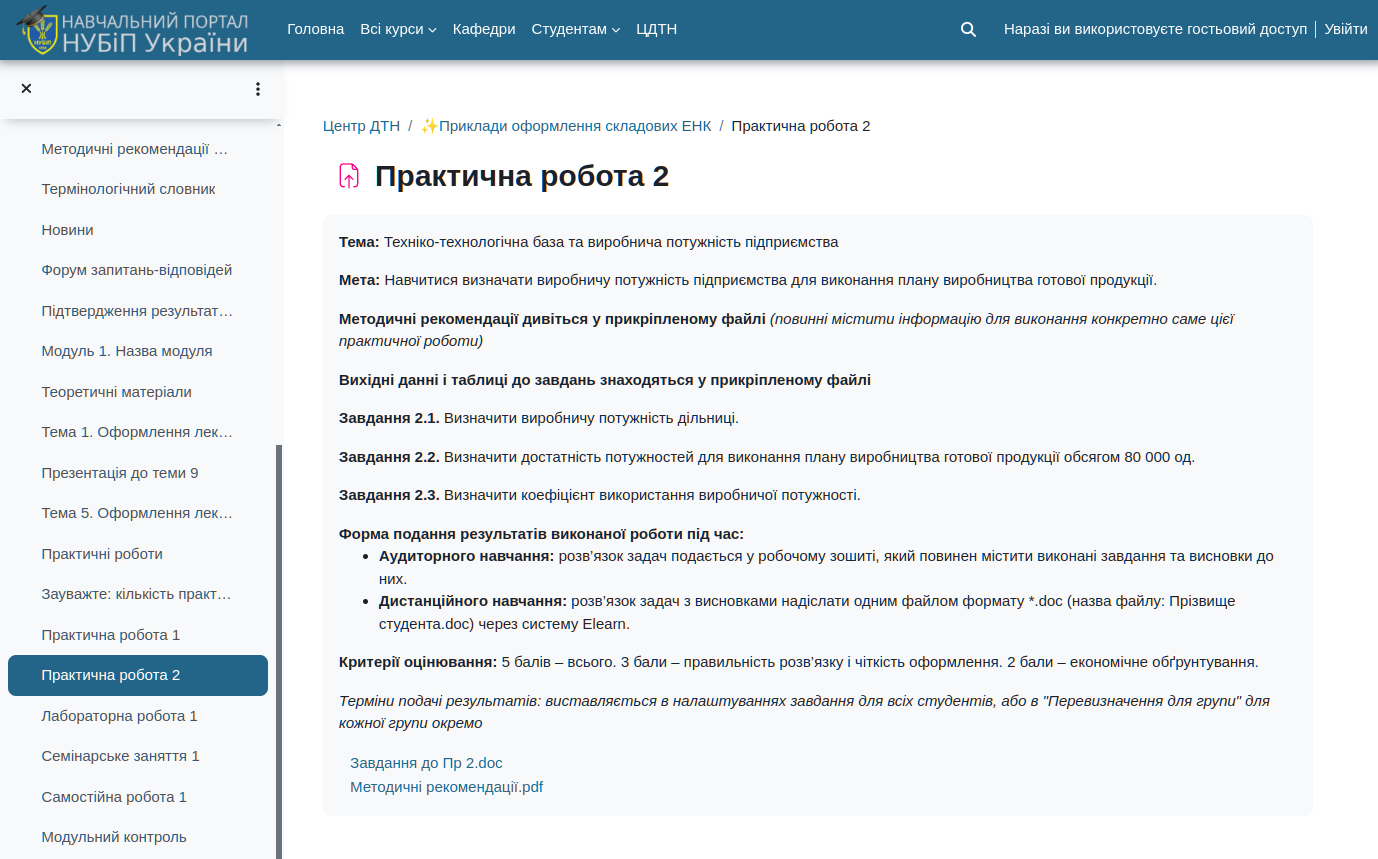 НАВЧАЛЬНИЙ ПОРТАЛ
НУБіП України
Головна Всі курси Кафедри Студентам ЦДТН
Наразі ви використовуєте гостьовий доступ Увійти
Методичні рекомендації …
Термінологічний словник
Новини
Форум запитань-відповідей
Підтвердження результат…
Модуль 1. Назва модуля
Теоретичні матеріали
Тема 1. Оформлення лек…
Презентація до теми 9
Тема 5. Оформлення лек…
Практичні роботи
Зауважте: кількість практ…
Практична робота 1
Практична робота 2
Лабораторна робота 1
Семінарське заняття 1
Самостійна робота 1
Модульний контроль
Центр ДТН / ✨Приклади оформлення складових ЕНК / Практична робота 2
Практична робота 2
Тема: Техніко-технологічна база та виробнича потужність підприємства
Мета: Навчитися визначати виробничу потужність підприємства для виконання плану виробництва готової продукції.
Методичні рекомендації дивіться у прикріпленому файлі (повинні містити інформацію для виконання конкретно саме цієї
практичної роботи)
Вихідні данні і таблиці до завдань знаходяться у прикріпленому файлі
Завдання 2.1. Визначити виробничу потужність дільниці.
Завдання 2.2. Визначити достатність потужностей для виконання плану виробництва готової продукції обсягом 80 000 од.
Завдання 2.3. Визначити коефіцієнт використання виробничої потужності.
Форма подання результатів виконаної роботи під час:
• Аудиторного навчання: розв’язок задач подається у робочому зошиті, який повинен містити виконані завдання та висновки до
них.
• Дистанційного навчання: розв’язок задач з висновками надіслати одним файлом формату *.doc (назва файлу: Прізвище
студента.doc) через систему Elearn.
Критерії оцінювання: 5 балів – всього. 3 бали – правильність розв’язку і чіткість оформлення. 2 бали – економічне обґрунтування.
Терміни подачі результатів: виставляється в налаштуваннях завдання для всіх студентів, або в "Перевизначення для групи" для
кожної групи окремо
Завдання до Пр 2.doc
Методичні рекомендації.pdf